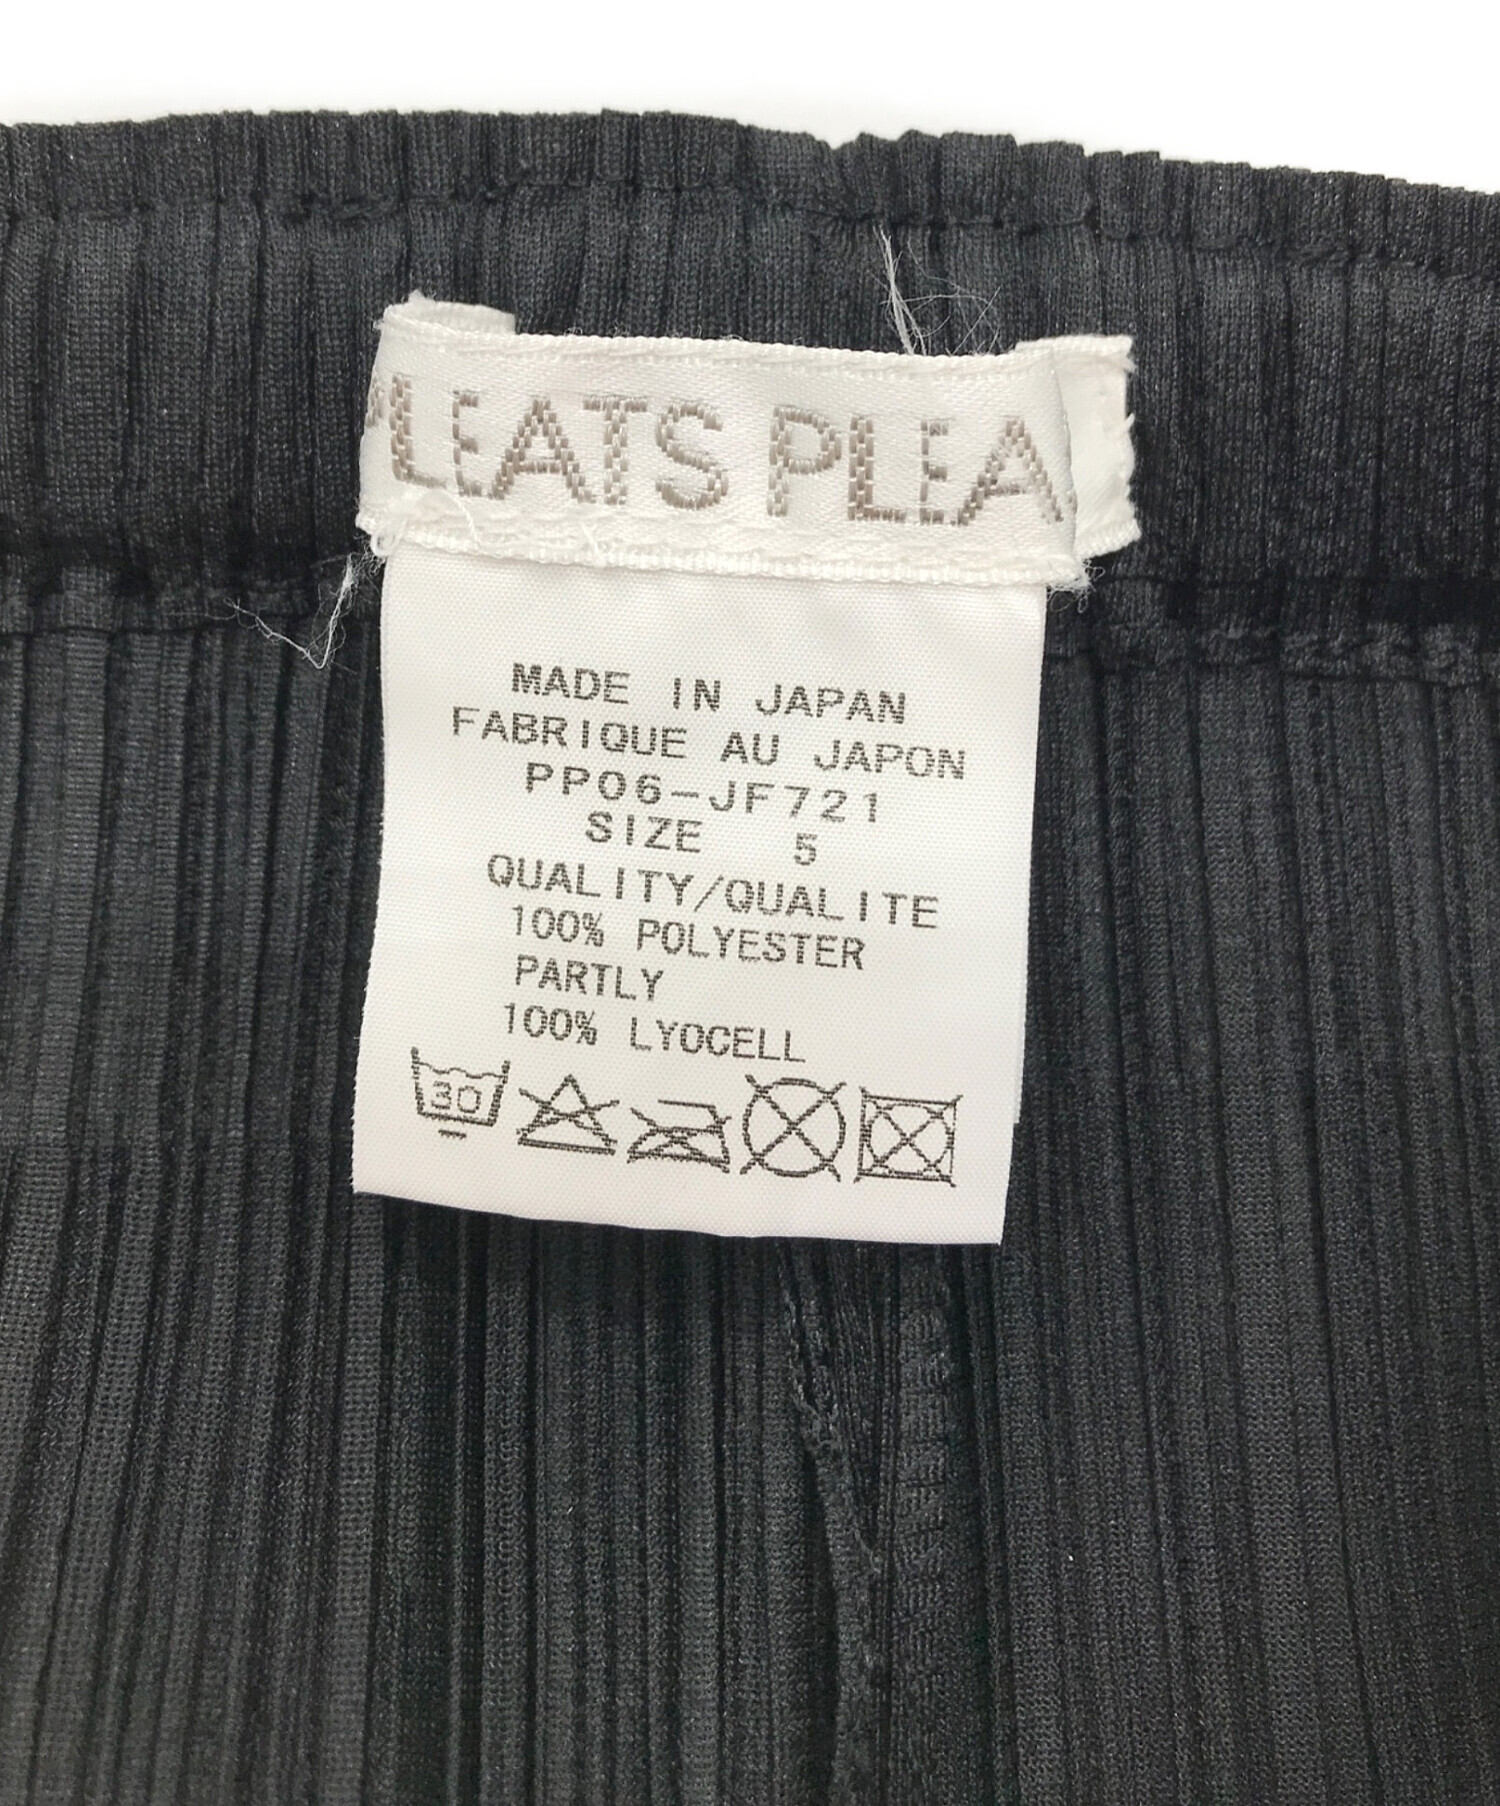 PLEATS PLEA
MADE IN JAPAN
FABRIQUE AU JAPON
PP06-JF721
SIZE 5
QUALITY/QUALITE
100% POLYESTER
PARTLY
100% LYOCELL
30